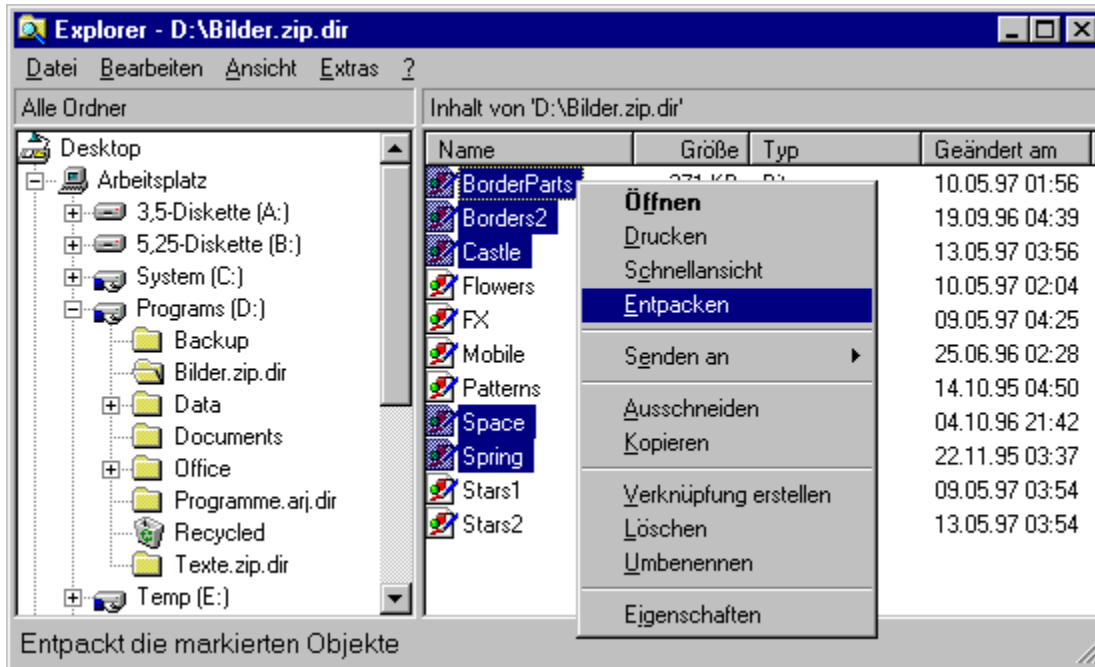 Explorer - D:\Bilder.zip.dir
Datei Bearbeiten Ansicht Extras ?
Alle Ordner
Inhalt von 'D:\Bilder.zip.dir'
Desktop
Arbeitsplatz
3,5-Diskette (A:)
5,25-Diskette (B:)
System (C:)
Programs (D:)
Backup
Bilder.zip.dir
Data
Documents
Office
Programme.arj.dir
Recycled
Texte.zip.dir
Temp (E:)
Name Größe Typ Geändert am
BorderParts 10.05.97 01:56
Borders2 19.09.96 04:39
Castle 13.05.97 03:56
Flowers 10.05.97 02:04
FX 09.05.97 04:25
Mobile 25.06.96 02:28
Patterns 14.10.95 04:50
Space 04.10.96 21:42
Spring 22.11.95 03:37
Stars1 09.05.97 03:54
Stars2 13.05.97 03:54
Öffnen
Drucken
Schnellansicht
Entpacken
Senden an
Ausschneiden
Kopieren
Verknüpfung erstellen
Löschen
Umbenennen
Eigenschaften
Entpackt die markierten Objekte